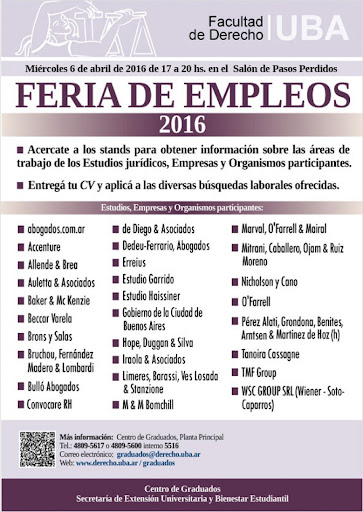 Facultad
de Derecho
UBA
Miércoles 6 de abril de 2016 de 17 a 20 hs. en el Salón de Pasos Perdidos
FERIA DE EMPLEOS
2016
■ Acercate a los stands para obtener información sobre las áreas de
trabajo de los Estudios jurídicos, Empresas y Organismos participantes.
■ Entregá tu CV y aplicá a las diversas búsquedas laborales ofrecidas.
Estudios, Empresas y Organismos participantes:
■ abogados.com.ar
■ Accenture
■ Allende & Brea
■ Auletta & Asociados
■ Baker & Mc Kenzie
■ Beccar Varela
■ Brons y Salas
■ Bruchou, Fernández
Madero & Lombardi
■ Bulló Abogados
■ Convocare RH
■ de Diego & Asociados
■ Dedeu-Ferrario, Abogados
■ Erreius
■ Estudio Garrido
■ Estudio Haissiner
■ Gobierno de la Ciudad de
Buenos Aires
■ Hope, Duggan & Silva
■ Iraola & Asociados
■ Limeres, Barassi, Ves Losada
& Stanzione
■ M & M Bomchill
■ Marval, O'Farrell & Mairal
■ Mitrani, Caballero, Ojam & Ruiz
Moreno
■ Nicholson y Cano
■ O'Farrell
■ Pérez Alati, Grondona, Benites,
Arntsen & Martinez de Hoz (h)
■ Tanoira Cassagne
■ TMF Group
■ WSC GROUP SRL (Wiener - Soto-
Caparros)
Más información: Centro de Graduados, Planta Principal
Tel.: 4809-5617 o 4809-5600 interno 5516
Correo electrónico: graduados@derecho.uba.ar
Web: www.derecho.uba.ar / graduados
Centro de Graduados
Secretaría de Extensión Universitaria y Bienestar Estudiantil